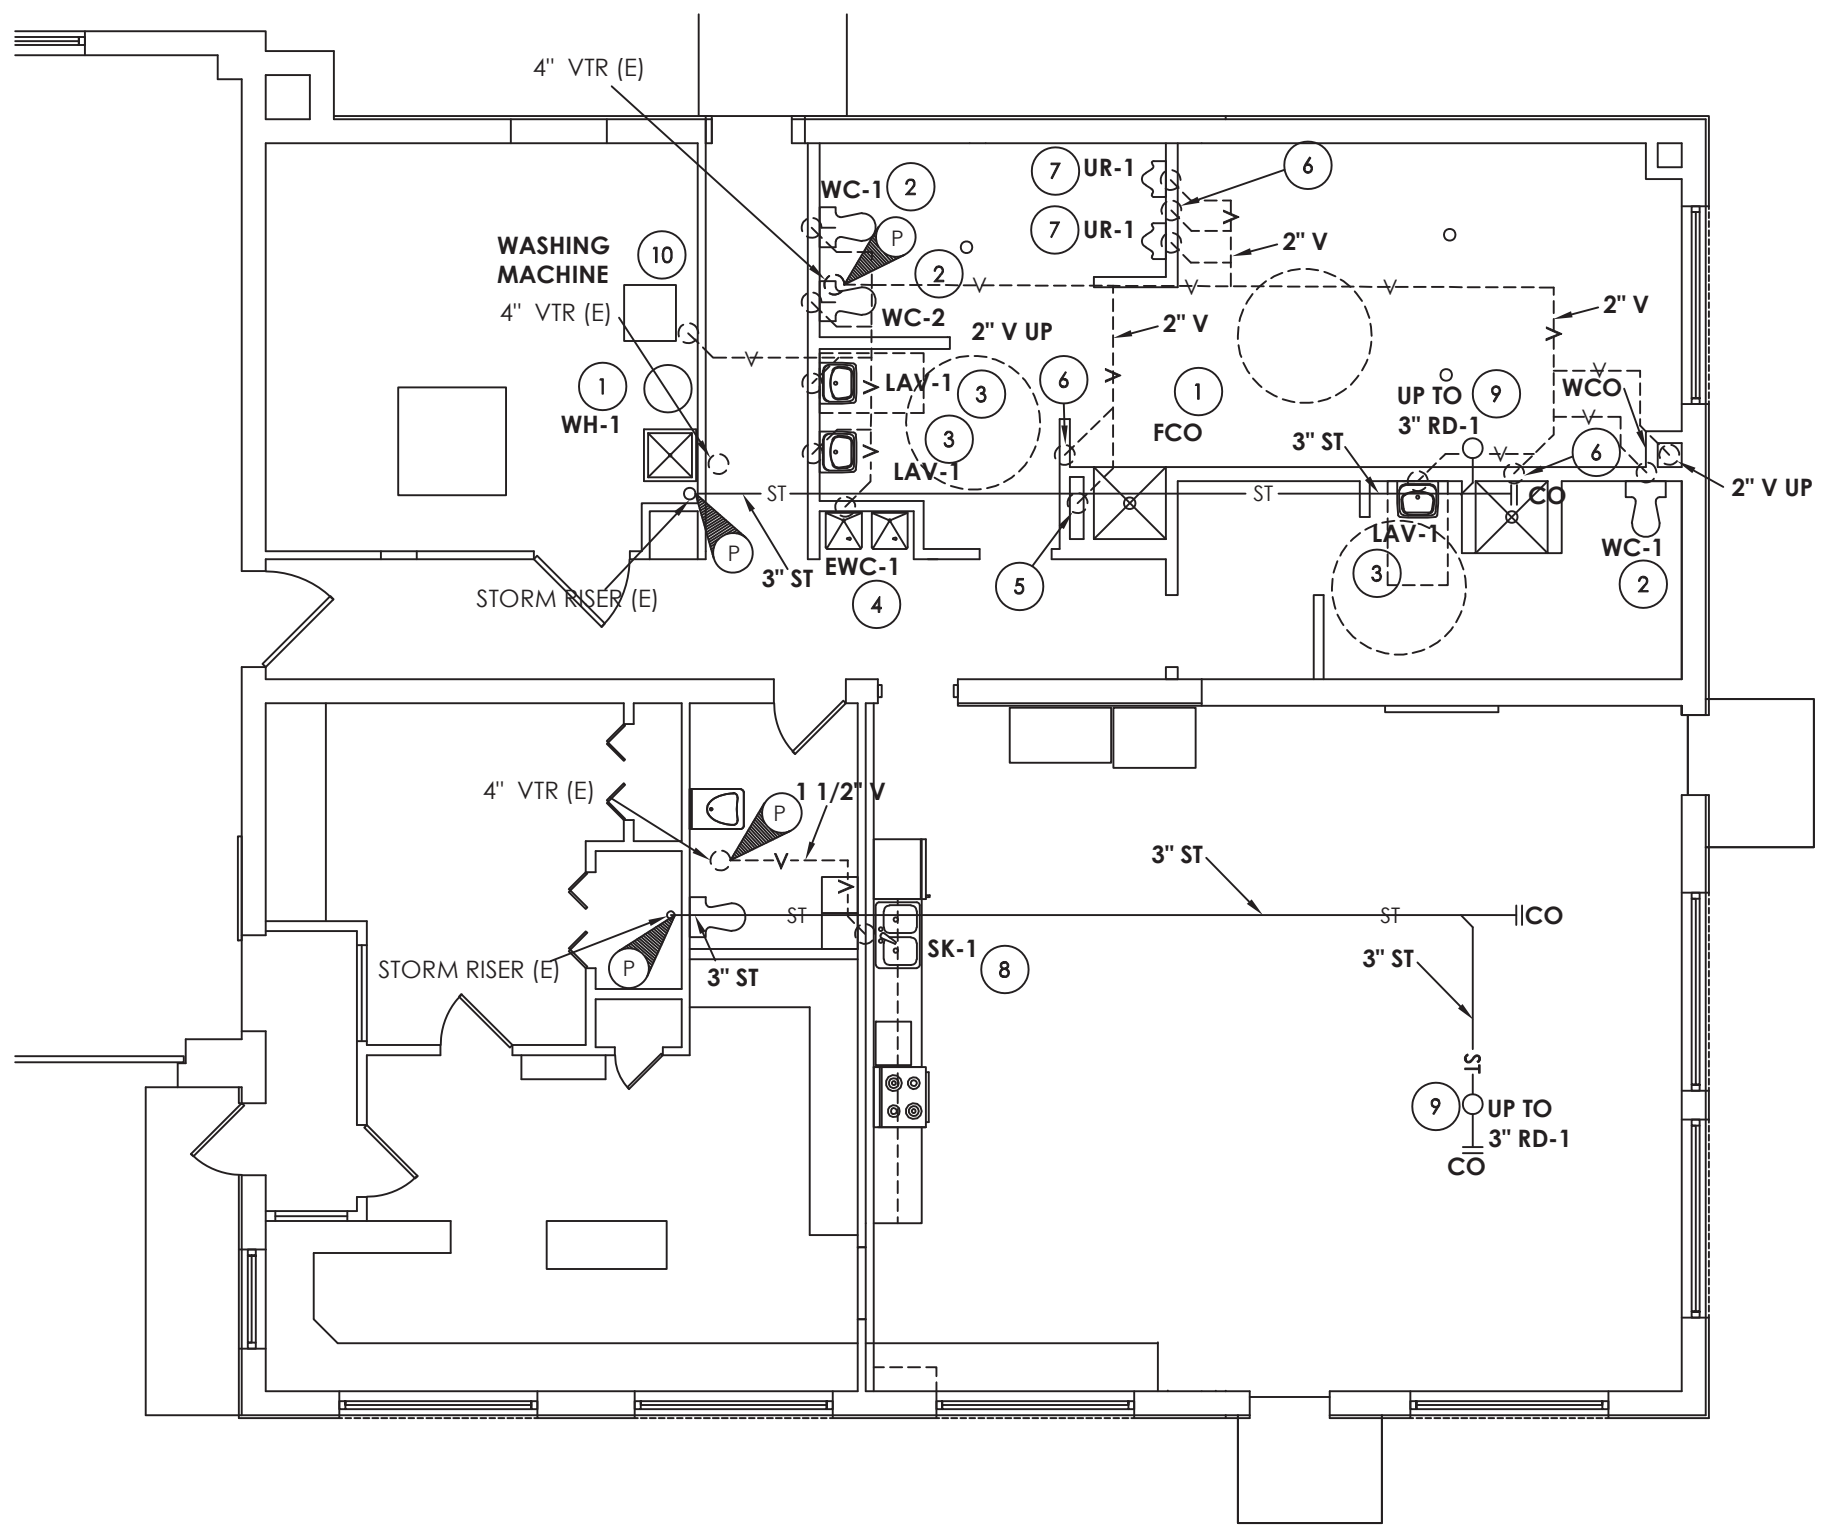 4" VTR (E)
WC-1
2
7
UR-1
6
P
7
UR-1
2" V
WASHING
MACHINE
10
2
V
V
V
V
4" VTR (E)
WC-2
2" V UP
2" V
2" V
V
V
1
WH-1
V
LAV-1
3
6
V
1
FCO
UP TO
3" RD-1
9
WCO
V
V
V
3
LAV-1
3" ST
V
6
2" V UP
ST
ST
CO
P
3" ST
EWC-1
4
5
LAV-1
3
WC-1
2
STORM RISER (E)
4" VTR (E)
P
1 1/2" V
V
V
3" ST
ST
ST
CO
STORM RISER (E)
P
3" ST
SK-1
8
3" ST
ST
9
UP TO
3" RD-1
CO